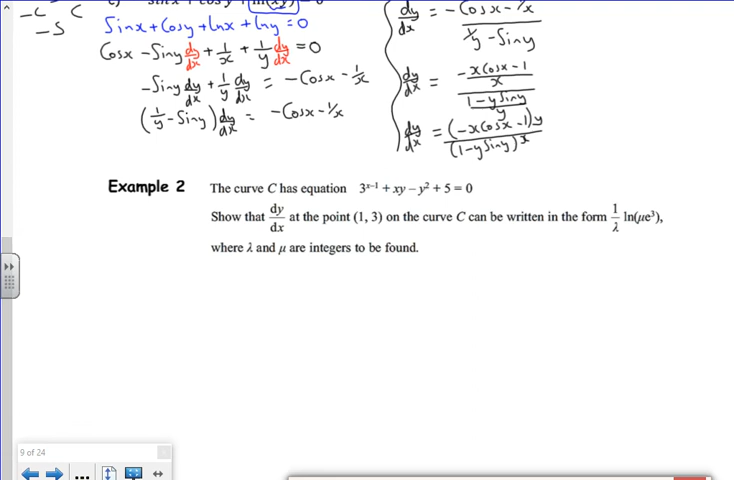 -C C
-S
Sinx + Cosy + lnx + lny = 0
Cosx - Siny dy/dx + 1/x + 1/y dy/dx = 0
-Siny dy/dx + 1/y dy/dx = -Cosx - 1/x
(1/y - Siny) dy/dx = -Cosx - 1/x
dy/dx = -Cosx - 1/x / 1/y - Siny
dy/dx = -xCosx - 1 / x / 1 - ySiny / y
dy/dx = (-xCosx - 1)y / (1 - ySiny)x
Example 2 The curve C has equation 3^{x–1} + xy – y² + 5 = 0
Show that dy/dx at the point (1, 3) on the curve C can be written in the form 1/λ ln(μe³),
where λ and μ are integers to be found.
9 of 24